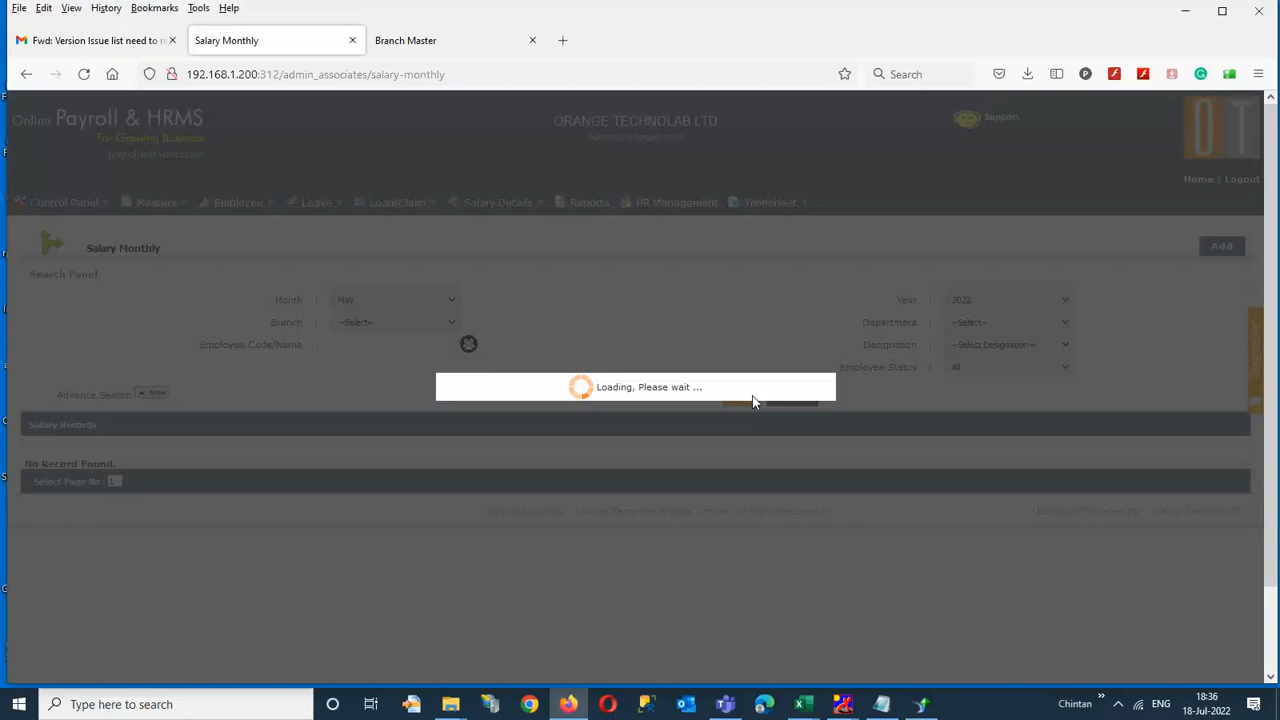 File Edit View History Bookmarks Tools Help
Fwd: Version Issue list need to r
Salary Monthly
Branch Master
192.168.1.200:312/admin_associates/salary-monthly
Search
Online Payroll & HRMS
For Growing Business
ORANGE TECHNOLAB LTD
Support
OT
Home | Logout
Control Panel Masters Employee Leave Loan/Claim Salary Details Reports HR Management Timesheet
Salary Monthly
Add
Search Panel
Month : May Year : 2022
Branch : --Select-- Department : --Select--
Employee Code/Name : Designation : --Select Designation--
Employee Status : All
Loading, Please wait ...
Advance Search Show
Salary Records
No Record Found.
Select Page No : 1
Type here to search
Chintan
ENG
18:36
18-Jul-2022